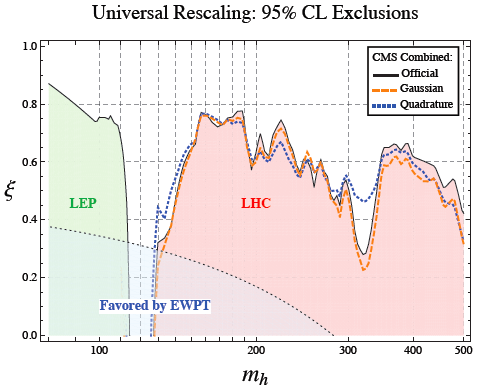 Universal Rescaling: 95% CL Exclusions
CMS Combined:
Official
Gaussian
Quadrature
1.0
0.8
0.6
0.4
0.2
0.0
ξ
LEP
LHC
Favored by EWPT
100
200
300
400
500
m_h